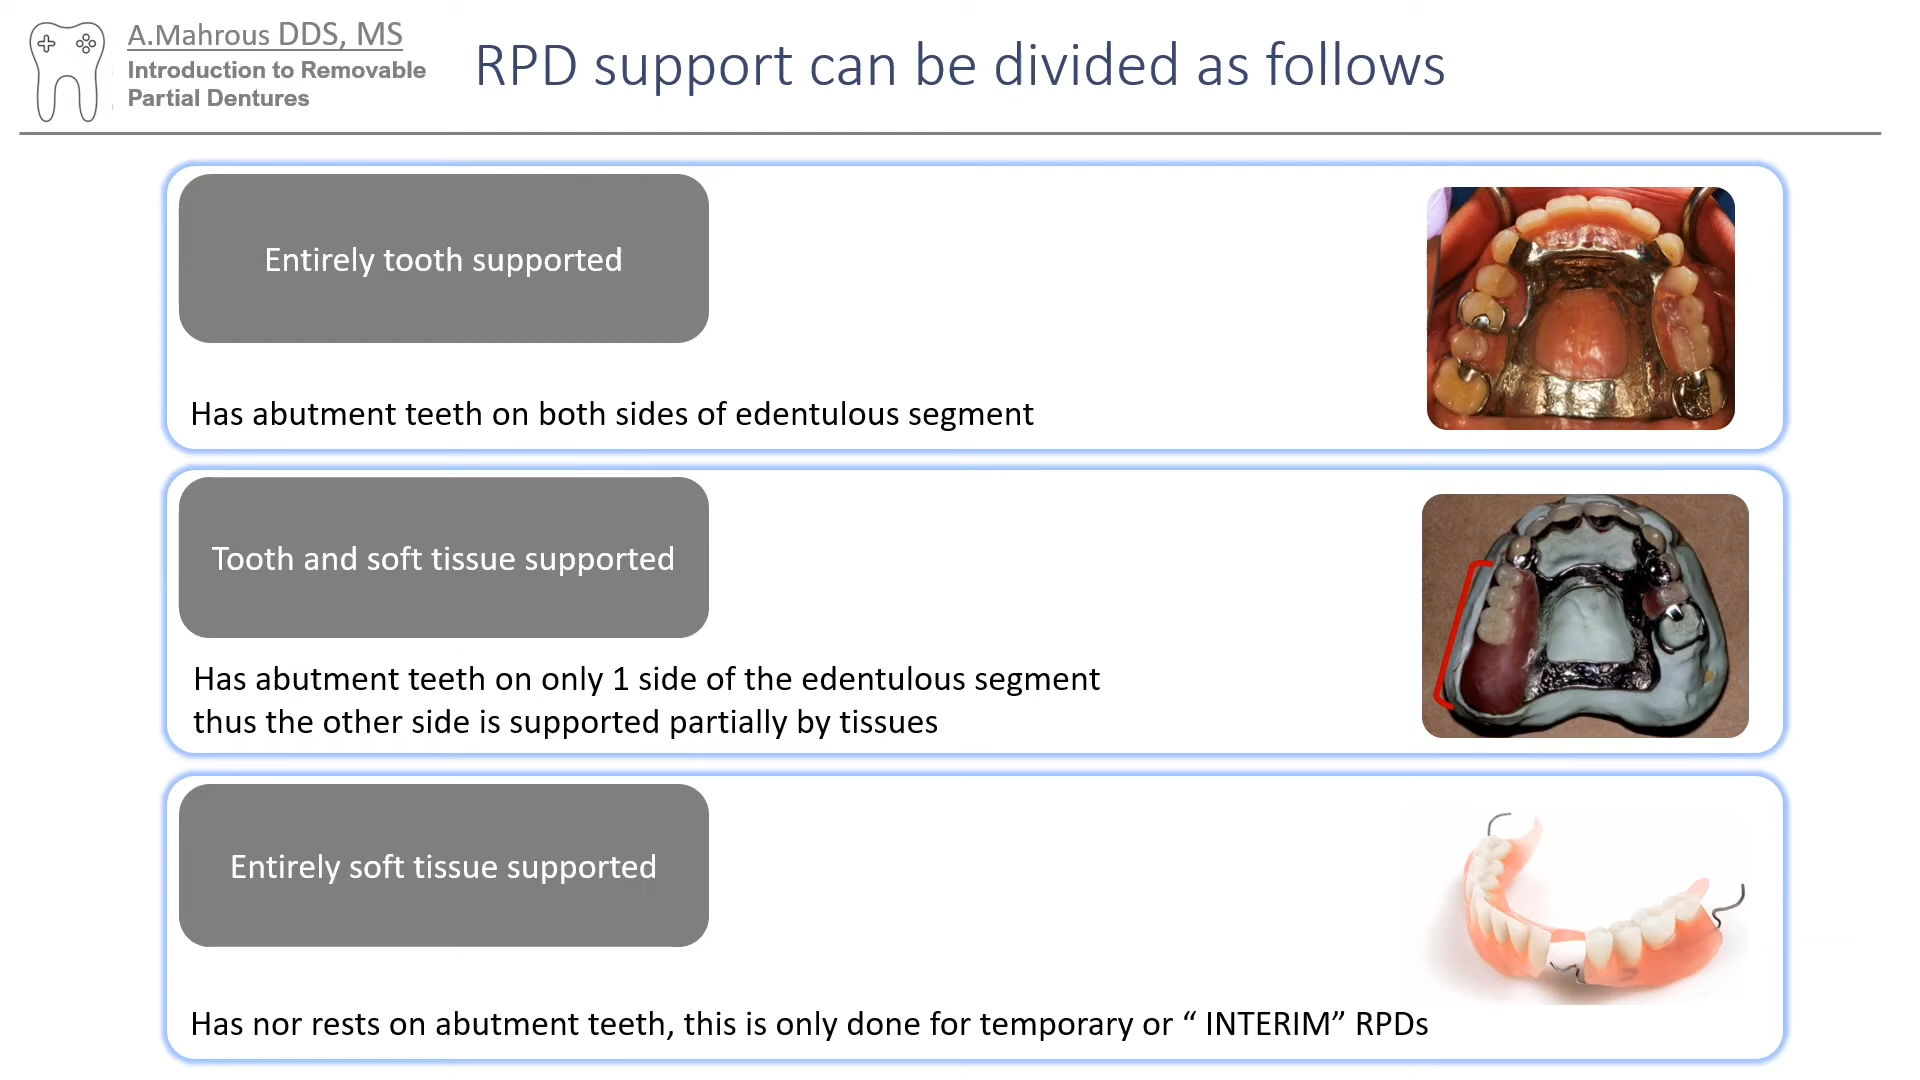 A.Mahrous DDS, MS
Introduction to Removable
Partial Dentures
RPD support can be divided as follows
Entirely tooth supported
Has abutment teeth on both sides of edentulous segment
Tooth and soft tissue supported
Has abutment teeth on only 1 side of the edentulous segment
thus the other side is supported partially by tissues
Entirely soft tissue supported
Has nor rests on abutment teeth, this is only done for temporary or “ INTERIM” RPDs